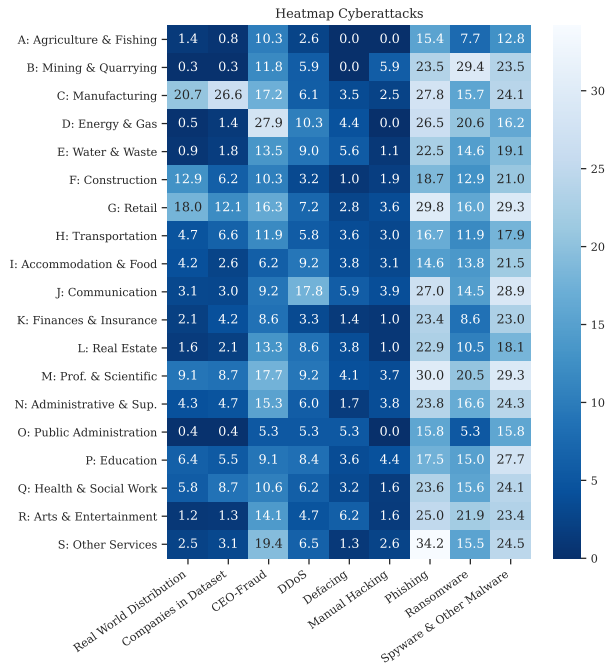 Heatmap Cyberattacks
A: Agriculture & Fishing 1.4 0.8 10.3 2.6 0.0 0.0 15.4 7.7 12.8
B: Mining & Quarrying 0.3 0.3 11.8 5.9 0.0 5.9 23.5 29.4 23.5
C: Manufacturing 20.7 26.6 17.2 6.1 3.5 2.5 27.8 15.7 24.1
D: Energy & Gas 0.5 1.4 27.9 10.3 4.4 0.0 26.5 20.6 16.2
E: Water & Waste 0.9 1.8 13.5 9.0 5.6 1.1 22.5 14.6 19.1
F: Construction 12.9 6.2 10.3 3.2 1.0 1.9 18.7 12.9 21.0
G: Retail 18.0 12.1 16.3 7.2 2.8 3.6 29.8 16.0 29.3
H: Transportation 4.7 6.6 11.9 5.8 3.6 3.0 16.7 11.9 17.9
I: Accommodation & Food 4.2 2.6 6.2 9.2 3.8 3.1 14.6 13.8 21.5
J: Communication 3.1 3.0 9.2 17.8 5.9 3.9 27.0 14.5 28.9
K: Finances & Insurance 2.1 4.2 8.6 3.3 1.4 1.0 23.4 8.6 23.0
L: Real Estate 1.6 2.1 13.3 8.6 3.8 1.0 22.9 10.5 18.1
M: Prof. & Scientific 9.1 8.7 17.7 9.2 4.1 3.7 30.0 20.5 29.3
N: Administrative & Sup. 4.3 4.7 15.3 6.0 1.7 3.8 23.8 16.6 24.3
O: Public Administration 0.4 0.4 5.3 5.3 5.3 0.0 15.8 5.3 15.8
P: Education 6.4 5.5 9.1 8.4 3.6 4.4 17.5 15.0 27.7
Q: Health & Social Work 5.8 8.7 10.6 6.2 3.2 1.6 23.6 15.6 24.1
R: Arts & Entertainment 1.2 1.3 14.1 4.7 6.2 1.6 25.0 21.9 23.4
S: Other Services 2.5 3.1 19.4 6.5 1.3 2.6 34.2 15.5 24.5
Real World Distribution
Companies in Dataset
CEO-Fraud
DDoS
Defacing
Manual Hacking
Phishing
Ransomware
Spyware & Other Malware
30
25
20
15
10
5
0